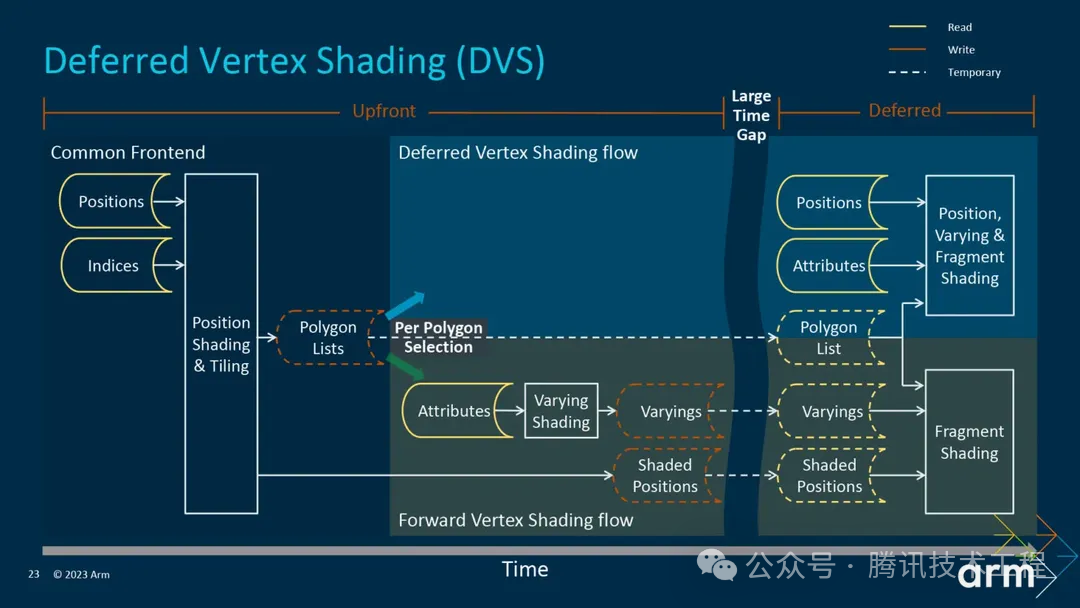 Deferred Vertex Shading (DVS)
Read
Write
Temporary
Upfront
Large
Time
Gap
Deferred
Common Frontend
Deferred Vertex Shading flow
Positions
Indices
Position
Shading
& Tiling
Polygon
Lists
Per Polygon
Selection
Attributes
Varying
Shading
Varyings
Shaded
Positions
Forward Vertex Shading flow
Positions
Attributes
Polygon
List
Varyings
Shaded
Positions
Position,
Varying &
Fragment
Shading
Fragment
Shading
Time
23 © 2023 Arm
公众号 · 腾讯技术工程
arm